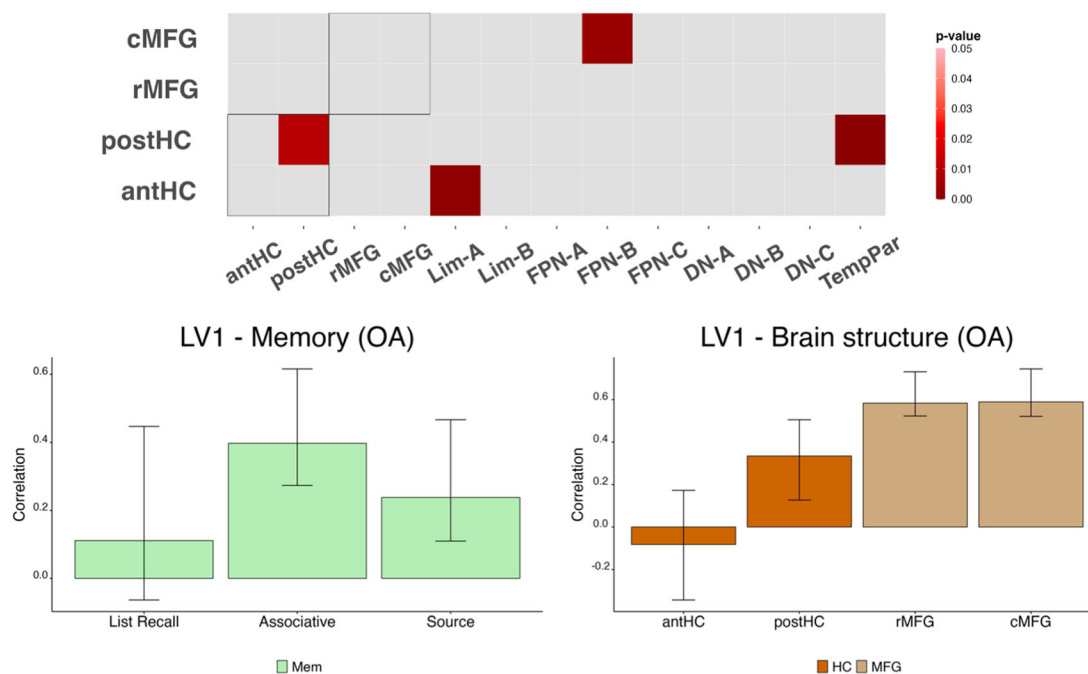 cMFG
rMFG
postHC
antHC
antHC postHC rMFG cMFG Lim-A Lim-B FPN-A FPN-B FPN-C DN-A DN-B DN-C TempPar
p-value
0.05
0.04
0.03
0.02
0.01
0.00
LV1 - Memory (OA)
Correlation
0.6
0.4
0.2
0.0
List Recall Associative Source
Mem
LV1 - Brain structure (OA)
Correlation
0.6
0.4
0.2
0.0
-0.2
antHC postHC rMFG cMFG
HC MFG